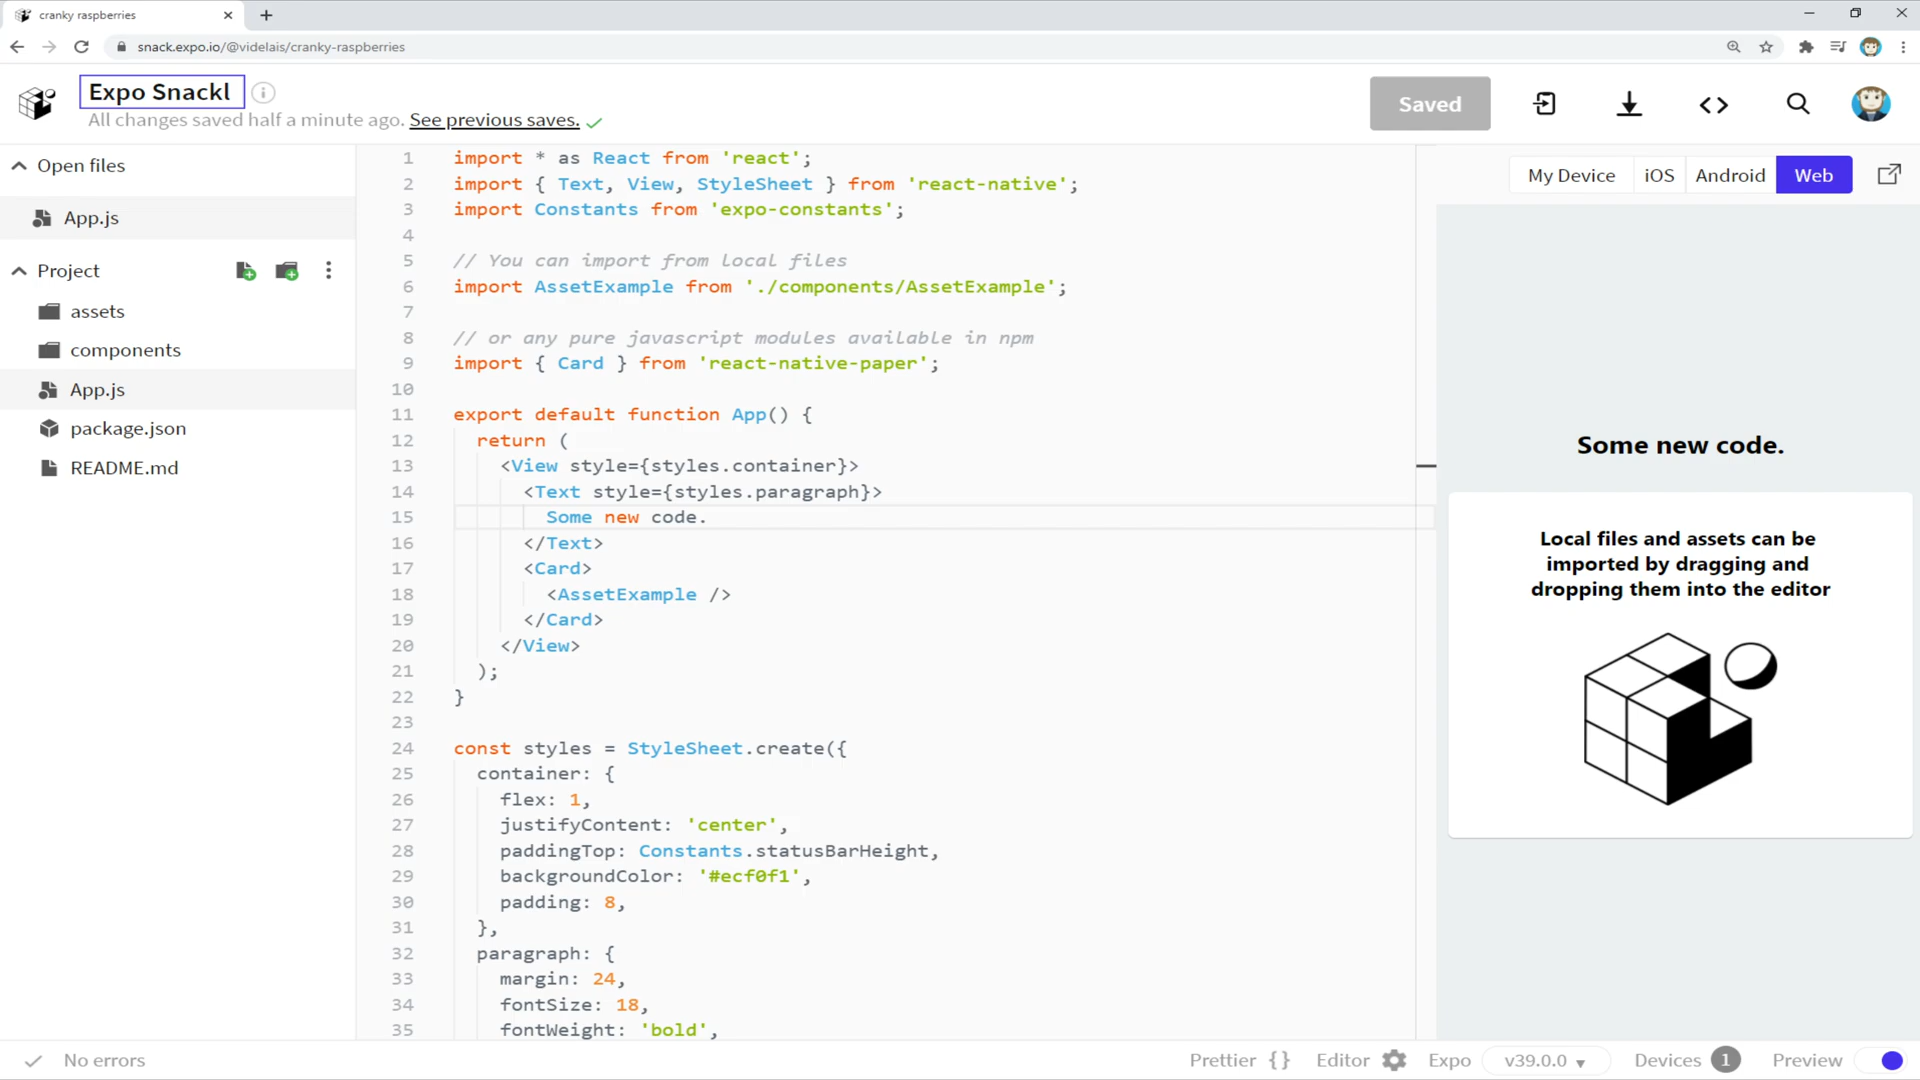 cranky raspberries
snack.expo.io/@videlais/cranky-raspberries
Expo Snackl
All changes saved half a minute ago. See previous saves.
Saved
Open files
App.js
Project
assets
components
App.js
package.json
README.md
1 import * as React from 'react';
2 import { Text, View, StyleSheet } from 'react-native';
3 import Constants from 'expo-constants';
4
5 // You can import from local files
6 import AssetExample from './components/AssetExample';
7
8 // or any pure javascript modules available in npm
9 import { Card } from 'react-native-paper';
10
11 export default function App() {
12 return (
13 <View style={styles.container}>
14 <Text style={styles.paragraph}>
15 Some new code.
16 </Text>
17 <Card>
18 <AssetExample />
19 </Card>
20 </View>
21 );
22 }
23
24 const styles = StyleSheet.create({
25 container: {
26 flex: 1,
27 justifyContent: 'center',
28 paddingTop: Constants.statusBarHeight,
29 backgroundColor: '#ecf0f1',
30 padding: 8,
31 },
32 paragraph: {
33 margin: 24,
34 fontSize: 18,
35 fontWeight: 'bold',
My Device iOS Android Web
Some new code.
Local files and assets can be
imported by dragging and
dropping them into the editor
No errors
Prettier {} Editor Expo v39.0.0 Devices 1 Preview